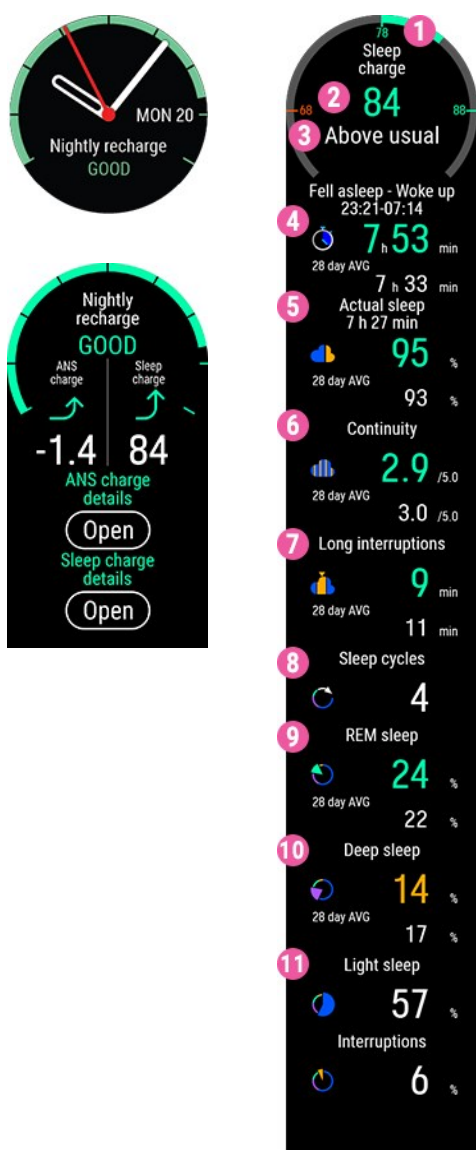 MON 20
Nightly recharge
GOOD
Nightly
recharge
GOOD
ANS
charge
Sleep
charge
-1.4
84
ANS charge
details
Open
Sleep charge
details
Open
1
78
Sleep
charge
2
84
68
88
3
Above usual
Fell asleep - Woke up
23:21-07:14
4
7 h 53 min
28 day AVG
7 h 33 min
5
Actual sleep
7 h 27 min
95 %
28 day AVG
93 %
6
Continuity
2.9 /5.0
28 day AVG
3.0 /5.0
7
Long interruptions
9 min
28 day AVG
11 min
8
Sleep cycles
4
9
REM sleep
24 %
28 day AVG
22 %
10
Deep sleep
14 %
28 day AVG
17 %
11
Light sleep
57 %
Interruptions
6 %